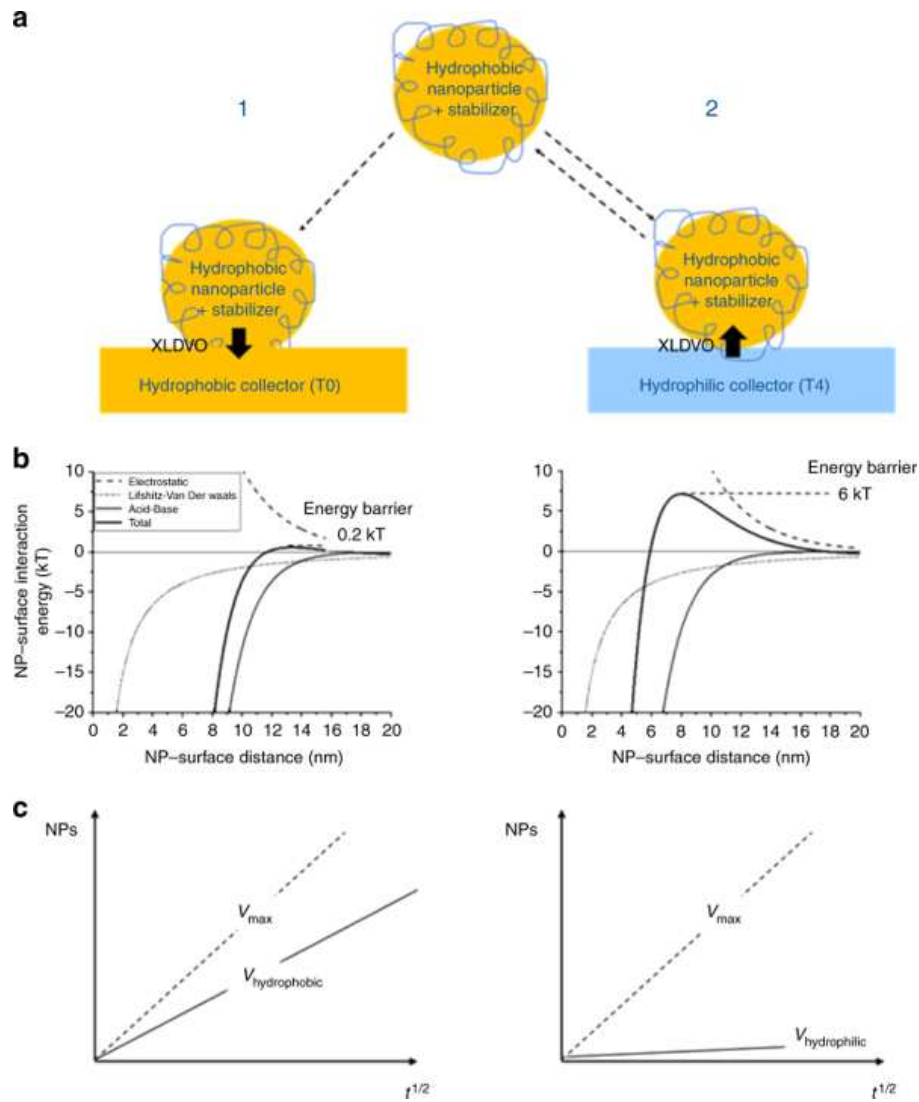 a
1
2
Hydrophobic
nanoparticle
+ stabilizer
Hydrophobic
nanoparticle
+ stabilizer
XLDVO
Hydrophobic collector (T0)
Hydrophobic
nanoparticle
+ stabilizer
XLDVO
Hydrophilic collector (T4)
b
NP–surface interaction
energy (kT)
10
5
0
−5
−10
−15
−20
Electrostatic
Lifshitz-Van Der waals
Acid-Base
Total
Energy barrier
0.2 kT
0 2 4 6 8 10 12 14 16 18 20
NP–surface distance (nm)
10
5
0
−5
−10
−15
−20
Energy barrier
6 kT
0 2 4 6 8 10 12 14 16 18 20
NP–surface distance (nm)
c
NPs
Vmax
Vhydrophobic
t1/2
NPs
Vmax
Vhydrophilic
t1/2